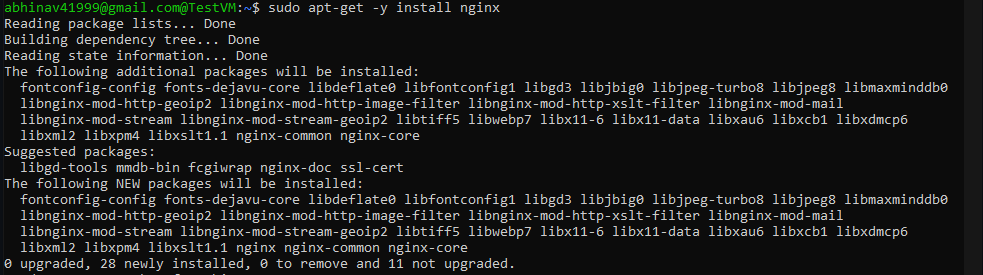 abhinav41999@gmail.com@TestVM:~$ sudo apt-get -y install nginx
Reading package lists... Done
Building dependency tree... Done
Reading state information... Done
The following additional packages will be installed:
fontconfig-config fonts-dejavu-core libdeflate0 libfontconfig1 libgd3 libjbig0 libjpeg-turbo8 libjpeg8 libmaxminddb0
libnginx-mod-http-geoip2 libnginx-mod-http-image-filter libnginx-mod-http-xslt-filter libnginx-mod-mail
libnginx-mod-stream libnginx-mod-stream-geoip2 libtiff5 libwebp7 libx11-6 libx11-data libxau6 libxcb1 libxdmcp6
libxml2 libxpm4 libxslt1.1 nginx-common nginx-core
Suggested packages:
libgd-tools mmdb-bin fcgiwrap nginx-doc ssl-cert
The following NEW packages will be installed:
fontconfig-config fonts-dejavu-core libdeflate0 libfontconfig1 libgd3 libjbig0 libjpeg-turbo8 libjpeg8 libmaxminddb0
libnginx-mod-http-geoip2 libnginx-mod-http-image-filter libnginx-mod-http-xslt-filter libnginx-mod-mail
libnginx-mod-stream libnginx-mod-stream-geoip2 libtiff5 libwebp7 libx11-6 libx11-data libxau6 libxcb1 libxdmcp6
libxml2 libxpm4 libxslt1.1 nginx nginx-common nginx-core
0 upgraded, 28 newly installed, 0 to remove and 11 not upgraded.